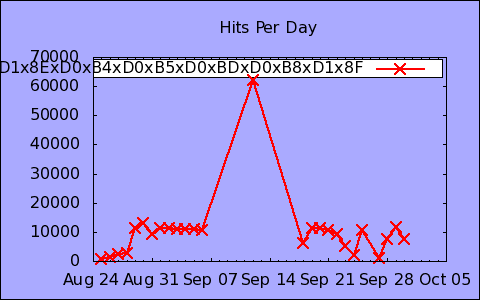 Hits Per Day
70000
D1x8ExD0xB4xD0xB5xD0xBDxD0xB8xD1x8F
60000
50000
40000
30000
20000
10000
0
Aug 24 Aug 31 Sep 07 Sep 14 Sep 21 Sep 28 Oct 05